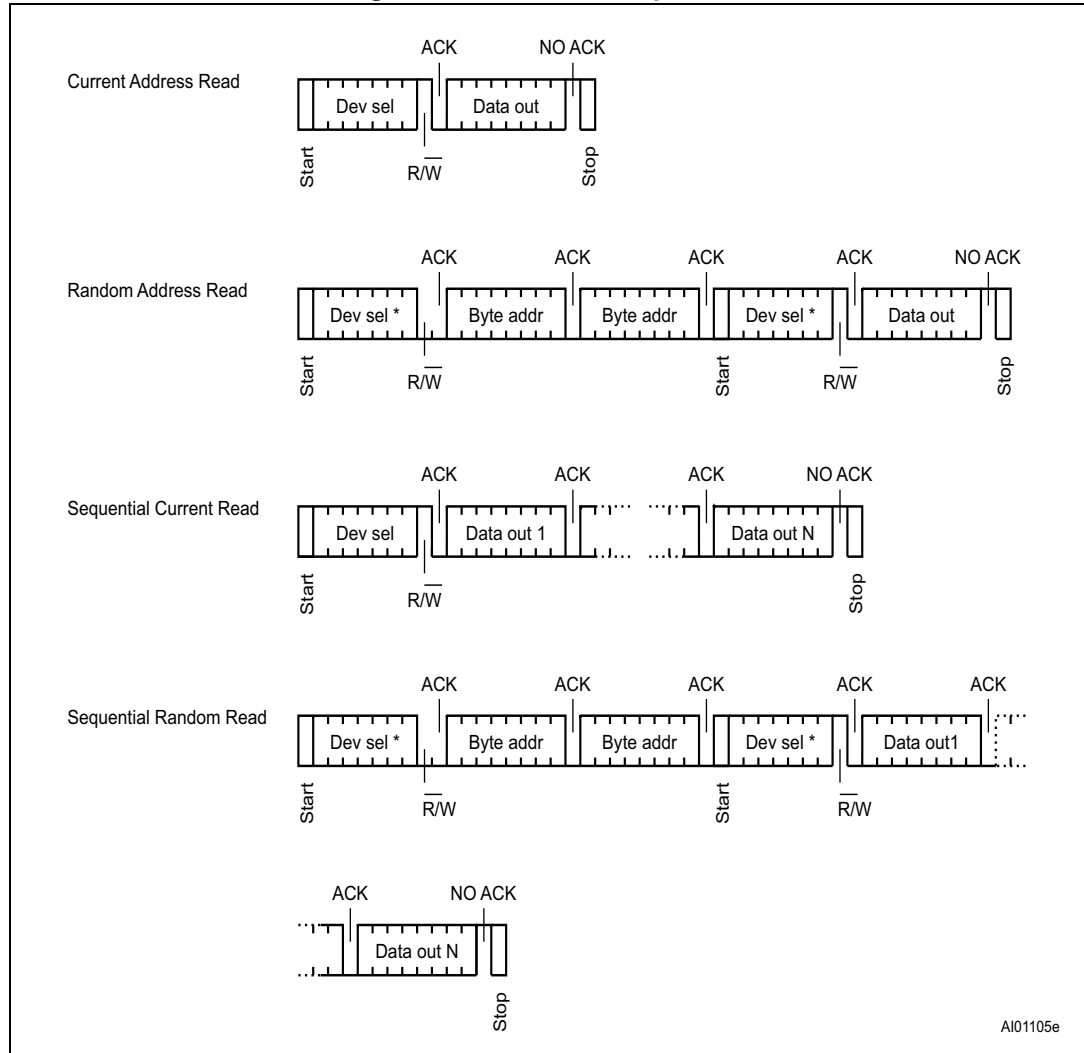 ACK NO ACK
Current Address Read
Dev sel Data out
Start R/W̅ Stop
ACK ACK ACK ACK NO ACK
Random Address Read
Dev sel * Byte addr Byte addr Dev sel * Data out
Start R/W̅ Start R/W̅ Stop
ACK ACK ACK NO ACK
Sequential Current Read
Dev sel Data out 1 Data out N
Start R/W̅ Stop
ACK ACK ACK ACK ACK
Sequential Random Read
Dev sel * Byte addr Byte addr Dev sel * Data out1
Start R̅/W Start R̅/W
ACK NO ACK
Data out N
Stop
AI01105e